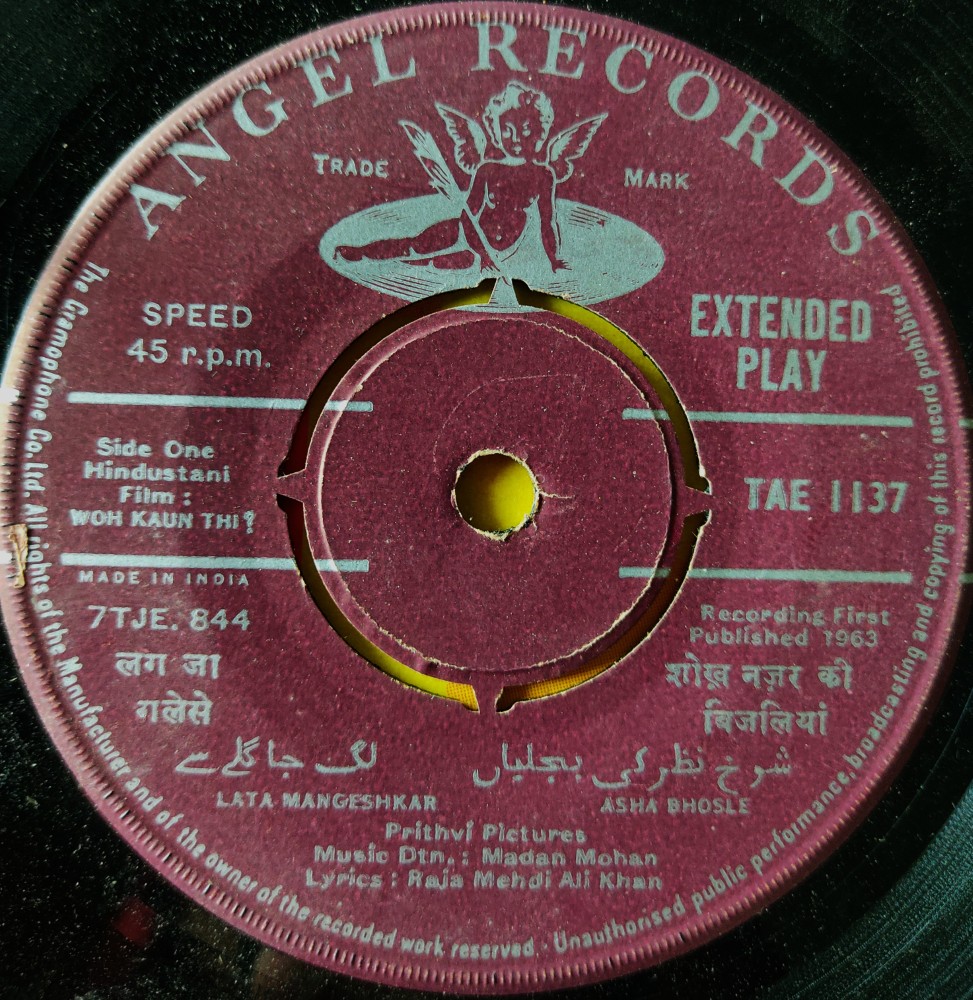 ANGEL RECORDS
TRADE MARK
SPEED
45 r.p.m.
EXTENDED
PLAY
Side One
Hindustani
Film :
WOH KAUN THI?
TAE 1137
MADE IN INDIA
7TJE. 844
Recording First
Published 1963
लग जा
गलेसे
शोख़ नज़र की
बिजलियां
لگ جا گلے سے
شوخ نظر کی بجلیاں
LATA MANGESHKAR
ASHA BHOSLE
Prithvi Pictures
Music Dtn. : Madan Mohan
Lyrics : Raja Mehdi Ali Khan
The Gramophone Co. Ltd. All rights of the Manufacturer and of the owner of the recorded work reserved · Unauthorised public performance, broadcasting and copying of this record prohibited